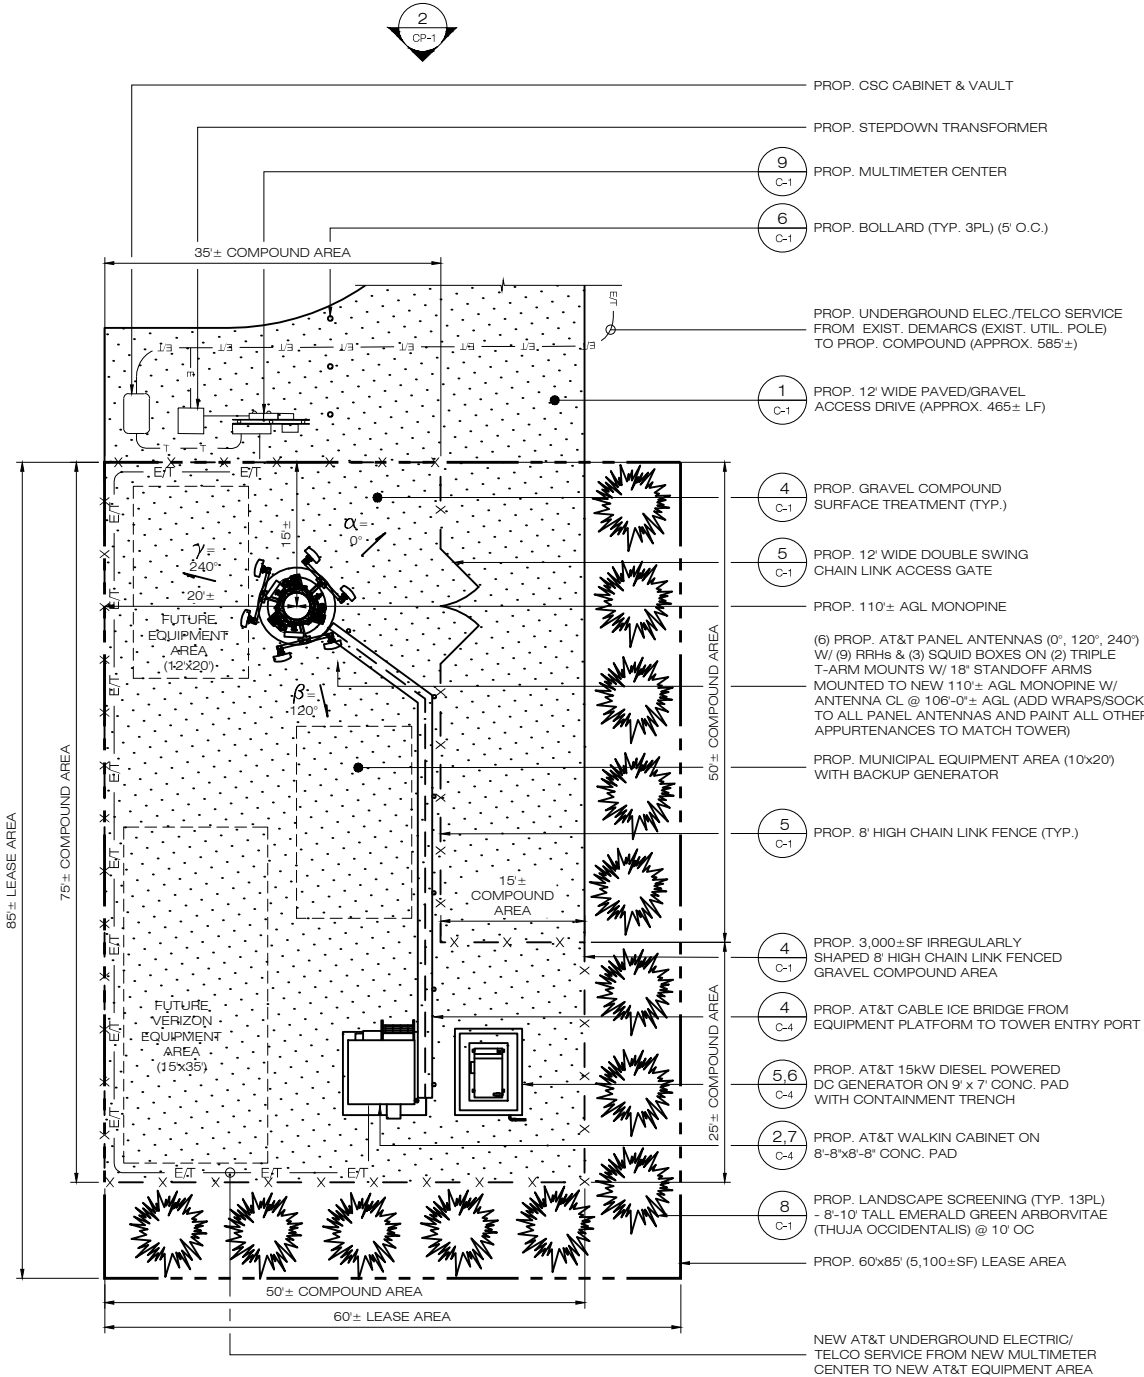 2
CP-1
PROP. CSC CABINET & VAULT
PROP. STEPDOWN TRANSFORMER
9
C-1
PROP. MULTIMETER CENTER
6
C-1
PROP. BOLLARD (TYP. 3PL) (5' O.C.)
35'± COMPOUND AREA
E/T
PROP. UNDERGROUND ELEC./TELCO SERVICE
FROM EXIST. DEMARCS (EXIST. UTIL. POLE)
TO PROP. COMPOUND (APPROX. 585'±)
E/T E/T E/T E/T E/T E/T E/T E/T
E
1
C-1
PROP. 12' WIDE PAVED/GRAVEL
ACCESS DRIVE (APPROX. 465± LF)
T T
E/T E/T
4
C-1
PROP. GRAVEL COMPOUND
SURFACE TREATMENT (TYP.)
15'±
α=
0°
γ=
240°
20'±
FUTURE
EQUIPMENT
AREA
(12'x20')
β=
120°
5
C-1
PROP. 12' WIDE DOUBLE SWING
CHAIN LINK ACCESS GATE
PROP. 110'± AGL MONOPINE
(6) PROP. AT&T PANEL ANTENNAS (0°, 120°, 240°)
W/ (9) RRHs & (3) SQUID BOXES ON (2) TRIPLE
T-ARM MOUNTS W/ 18" STANDOFF ARMS
MOUNTED TO NEW 110'± AGL MONOPINE W/
ANTENNA CL @ 106'-0"± AGL (ADD WRAPS/SOCK
TO ALL PANEL ANTENNAS AND PAINT ALL OTHER
APPURTENANCES TO MATCH TOWER)
50'± COMPOUND AREA
PROP. MUNICIPAL EQUIPMENT AREA (10'x20')
WITH BACKUP GENERATOR
5
C-1
PROP. 8' HIGH CHAIN LINK FENCE (TYP.)
85'± LEASE AREA
75'± COMPOUND AREA
E/T
E/T
E/T
E/T
E/T
E/T
E/T
E/T
15'±
COMPOUND
AREA
4
C-1
PROP. 3,000±SF IRREGULARLY
SHAPED 8' HIGH CHAIN LINK FENCED
GRAVEL COMPOUND AREA
FUTURE
VERIZON
EQUIPMENT
AREA
(15'x35')
25'± COMPOUND AREA
4
C-4
PROP. AT&T CABLE ICE BRIDGE FROM
EQUIPMENT PLATFORM TO TOWER ENTRY PORT
5,6
C-4
PROP. AT&T 15kW DIESEL POWERED
DC GENERATOR ON 9' x 7' CONC. PAD
WITH CONTAINMENT TRENCH
2,7
C-4
PROP. AT&T WALKIN CABINET ON
8'-8"x8'-8" CONC. PAD
E/T E/T E/T
8
C-1
PROP. LANDSCAPE SCREENING (TYP. 13PL)
- 8'-10' TALL EMERALD GREEN ARBORVITAE
(THUJA OCCIDENTALIS) @ 10' OC
PROP. 60'x85' (5,100±SF) LEASE AREA
50'± COMPOUND AREA
60'± LEASE AREA
NEW AT&T UNDERGROUND ELECTRIC/
TELCO SERVICE FROM NEW MULTIMETER
CENTER TO NEW AT&T EQUIPMENT AREA